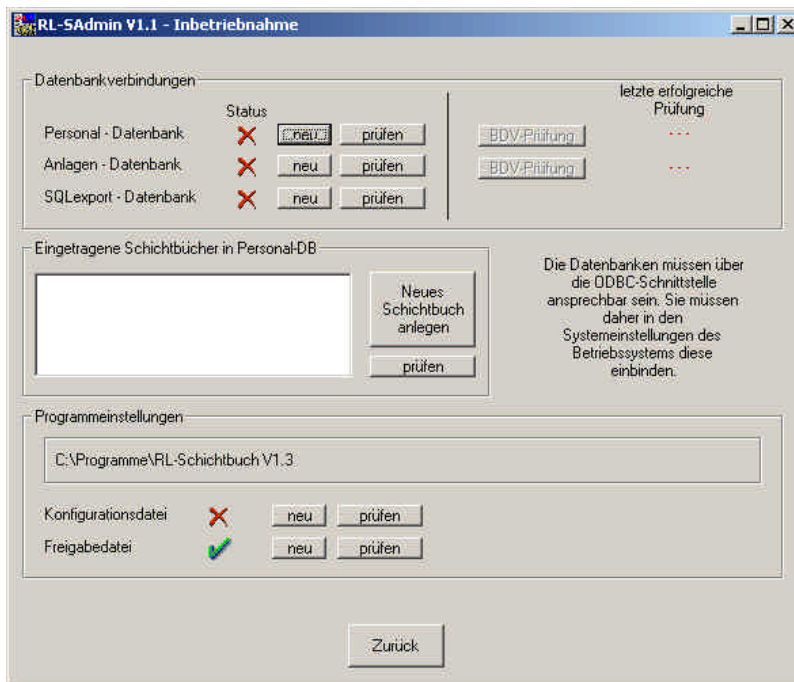 RL-SAdmin V1.1 - Inbetriebnahme
Datenbankverbindungen
letzte erfolgreiche
Prüfung
Status
Personal - Datenbank neu prüfen BDV-Prüfung ---
Anlagen - Datenbank neu prüfen BDV-Prüfung ---
SQLexport - Datenbank neu prüfen
Eingetragene Schichtbücher in Personal-DB
Neues
Schichtbuch
anlegen
prüfen
Die Datenbanken müssen über
die ODBC-Schnittstelle
ansprechbar sein. Sie müssen
daher in den
Systemeinstellungen des
Betriebssystems diese
einbinden.
Programmeinstellungen
C:\Programme\RL-Schichtbuch V1.3
Konfigurationsdatei neu prüfen
Freigabedatei neu prüfen
Zurück